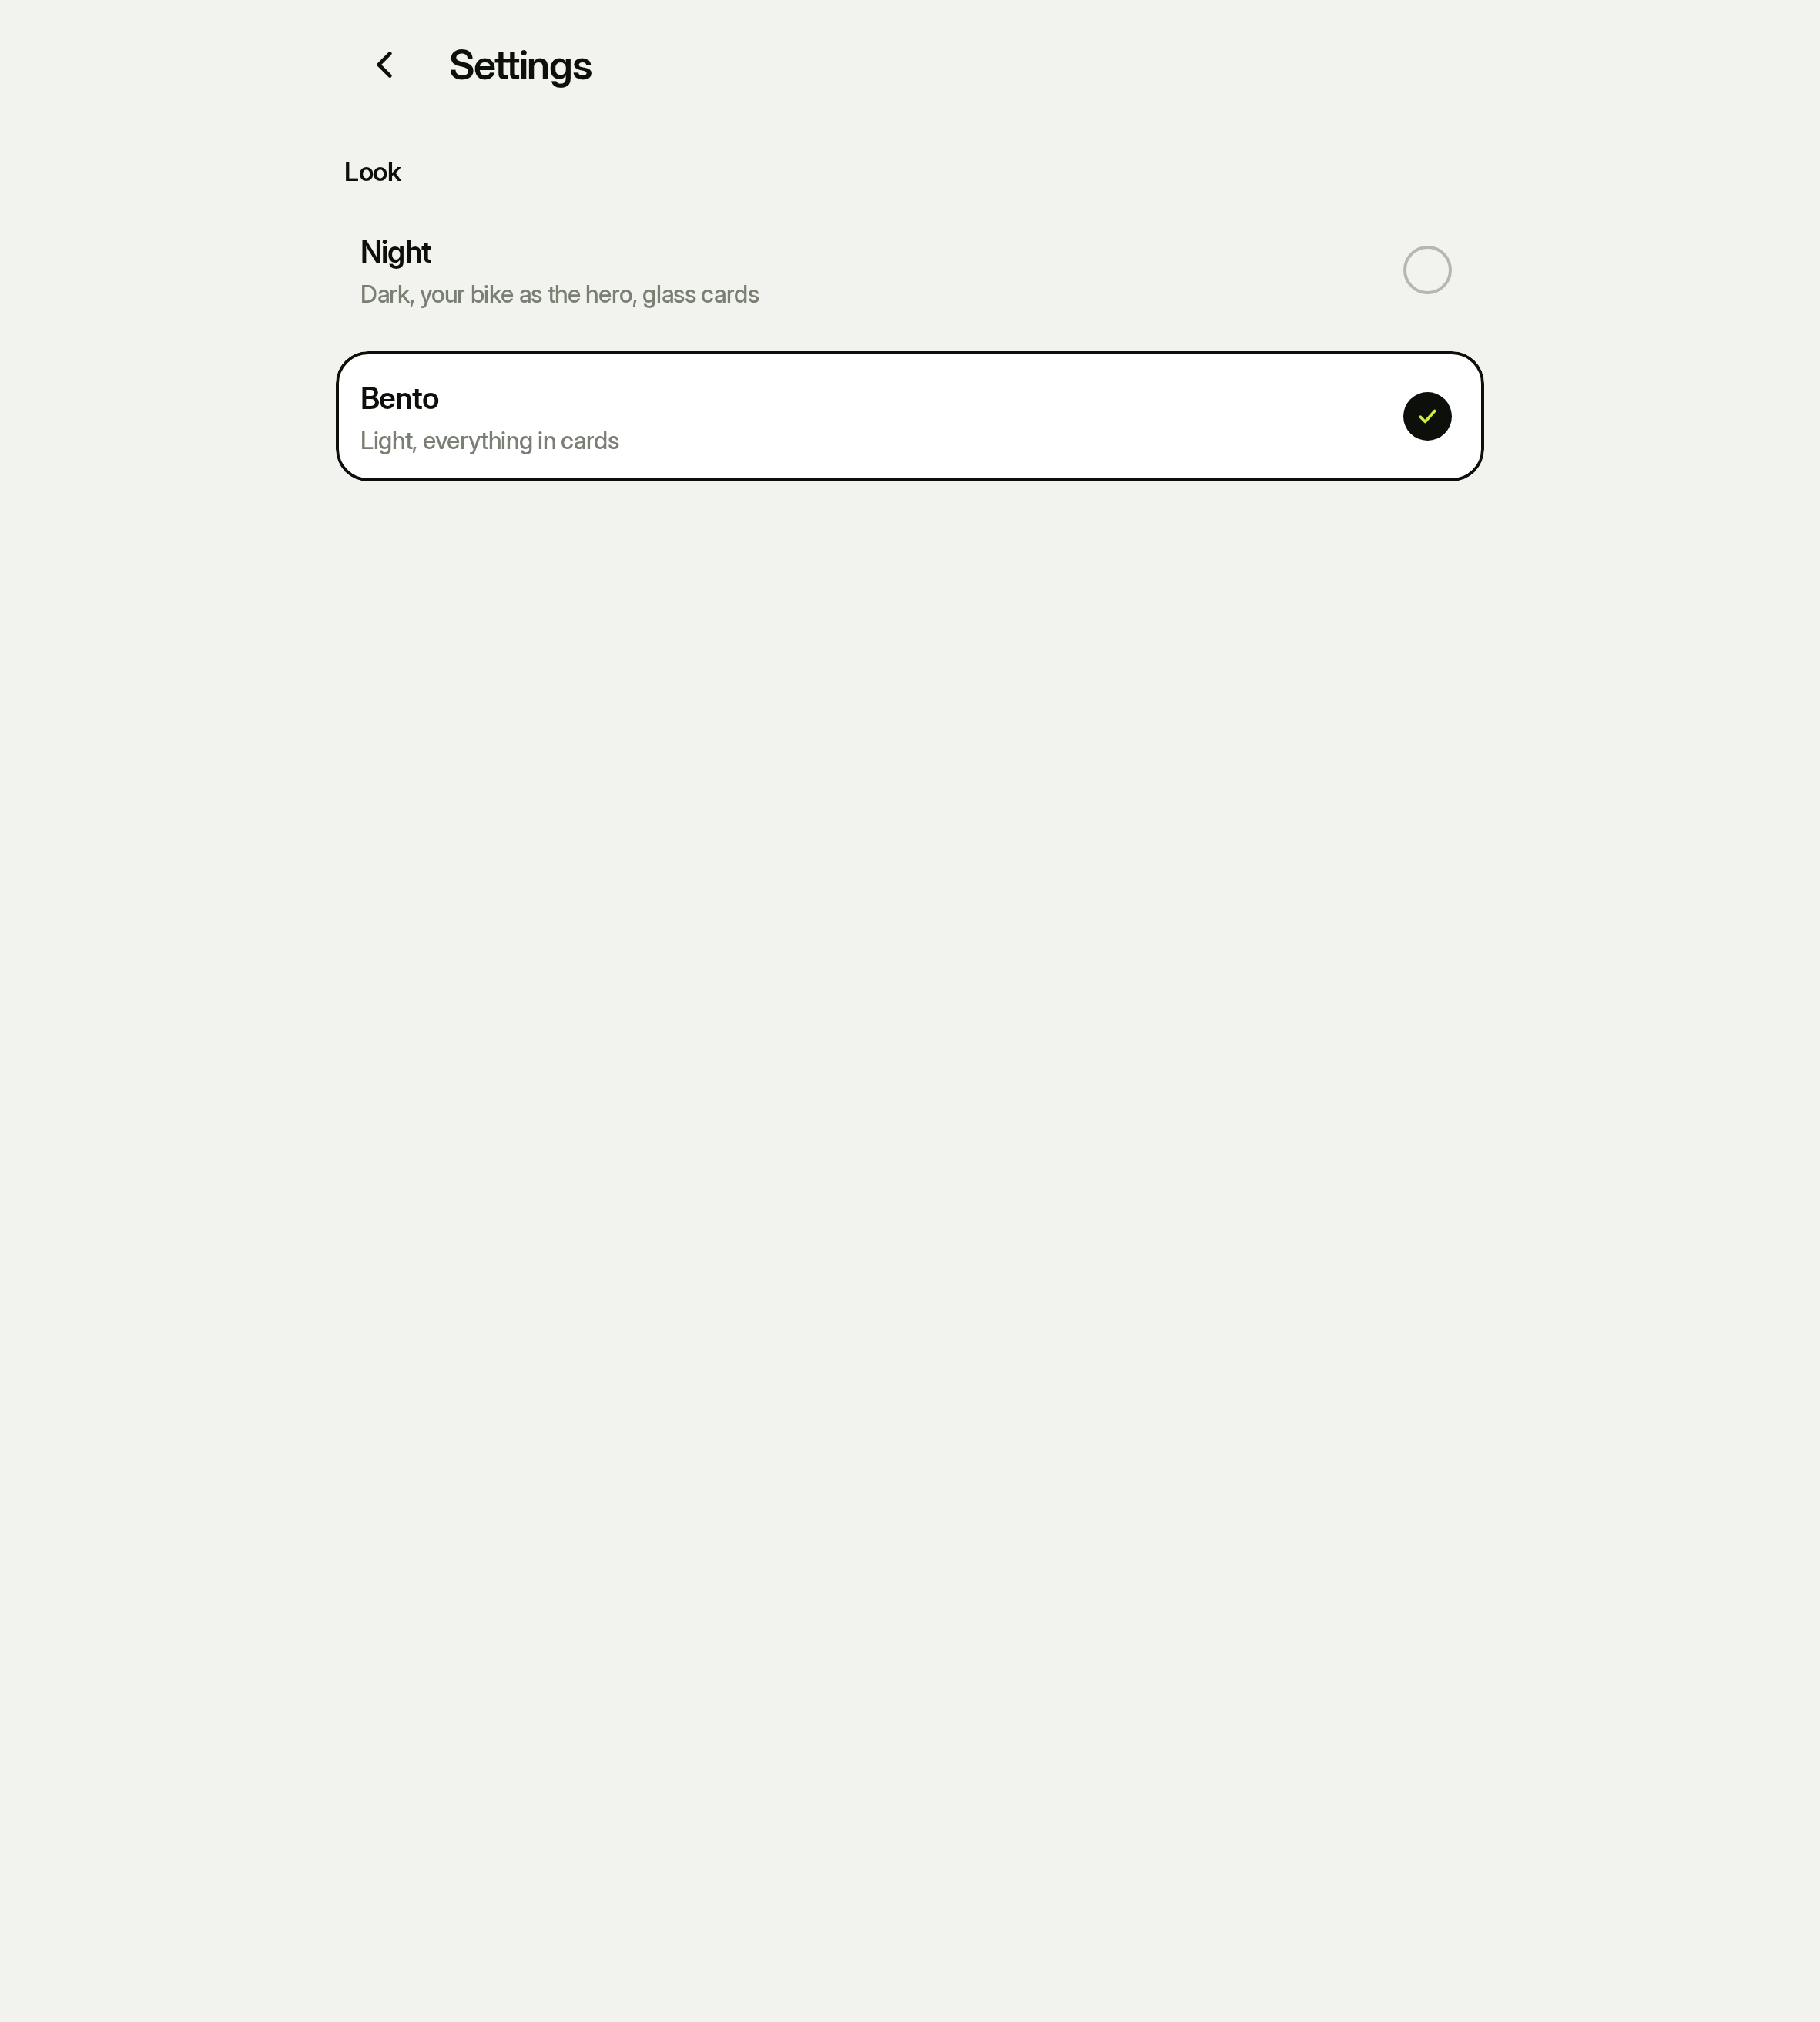 Settings
Look
Night
Dark, your bike as the hero, glass cards
Bento
Light, everything in cards